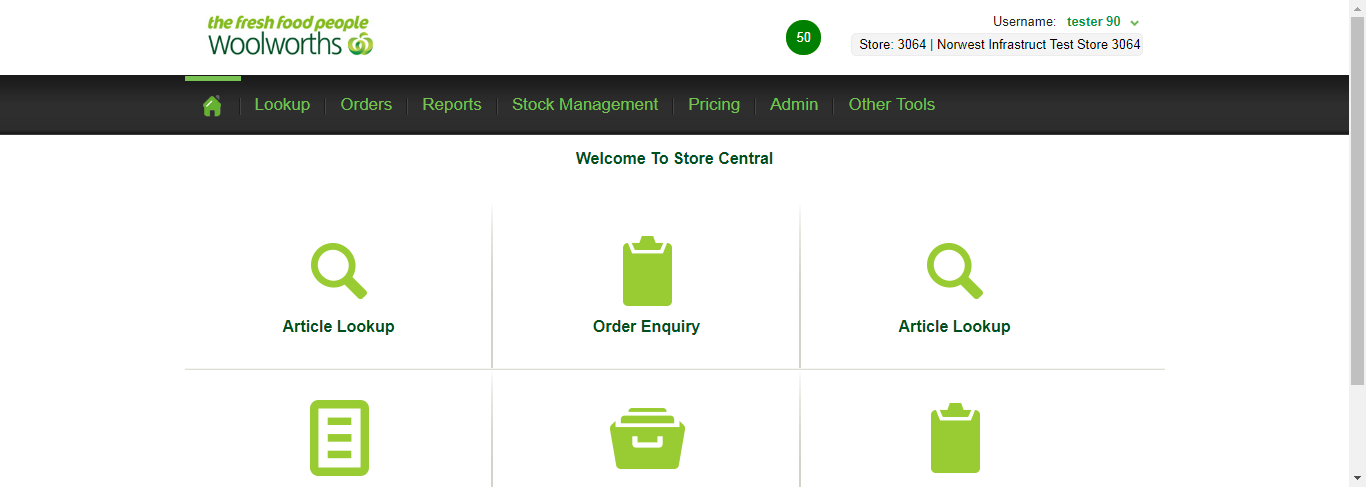 the fresh food people
Woolworths
50
Username: tester 90
Store: 3064 | Norwest Infrastruct Test Store 3064
Lookup Orders Reports Stock Management Pricing Admin Other Tools
Welcome To Store Central
Article Lookup Order Enquiry Article Lookup